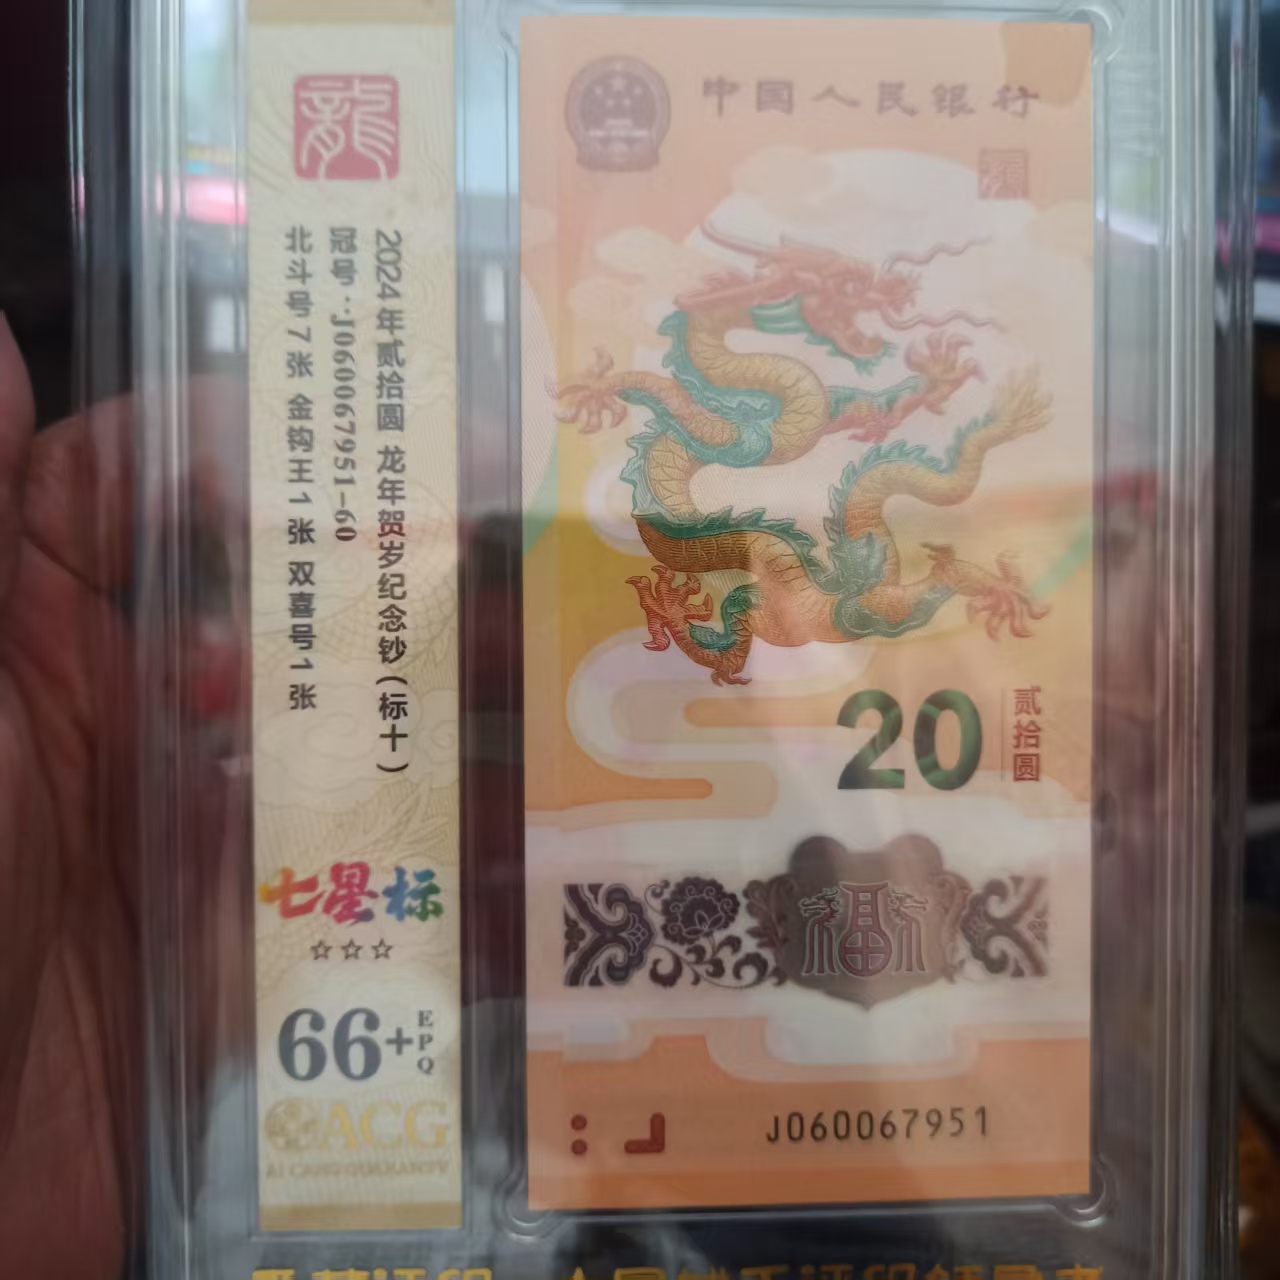 龍
2024年贰拾圆 龙年贺岁纪念钞(标十)
冠号:J060067951-60
北斗号7张 金钩王1张 双喜号1张
七星标
☆☆☆
66+
EPQ
ACG
中国人民银行
20
贰拾圆
福
J060067951